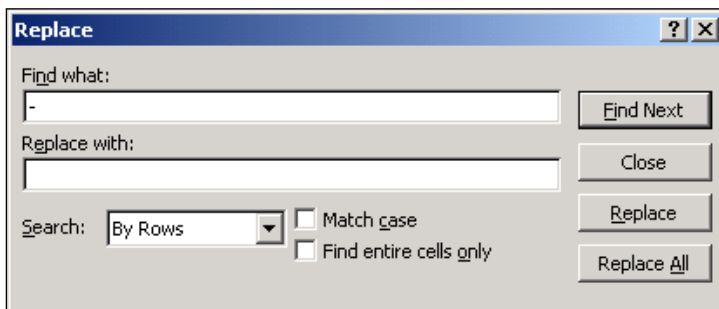 Replace
Find what:
-
Find Next
Replace with:
Close
Search: By Rows
Match case
Replace
Find entire cells only
Replace All